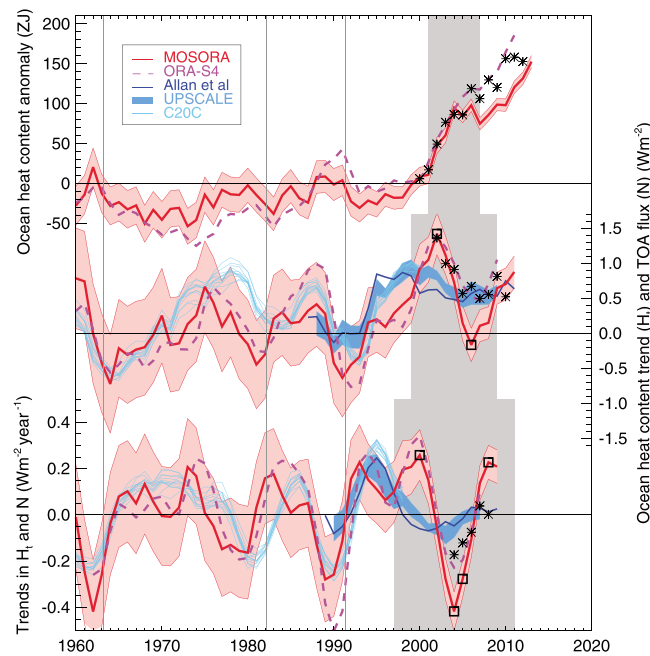 Ocean heat content anomaly (ZJ)
200
150
100
50
0
-50
MOSORA
ORA-S4
Allan et al
UPSCALE
C20C
Ocean heat content trend (Hₜ) and TOA flux (N) (Wm⁻²)
1.5
1.0
0.5
0.0
-0.5
-1.0
-1.5
Trends in Hₜ and N (Wm⁻² year⁻¹)
0.4
0.2
0.0
-0.2
-0.4
1960 1970 1980 1990 2000 2010 2020